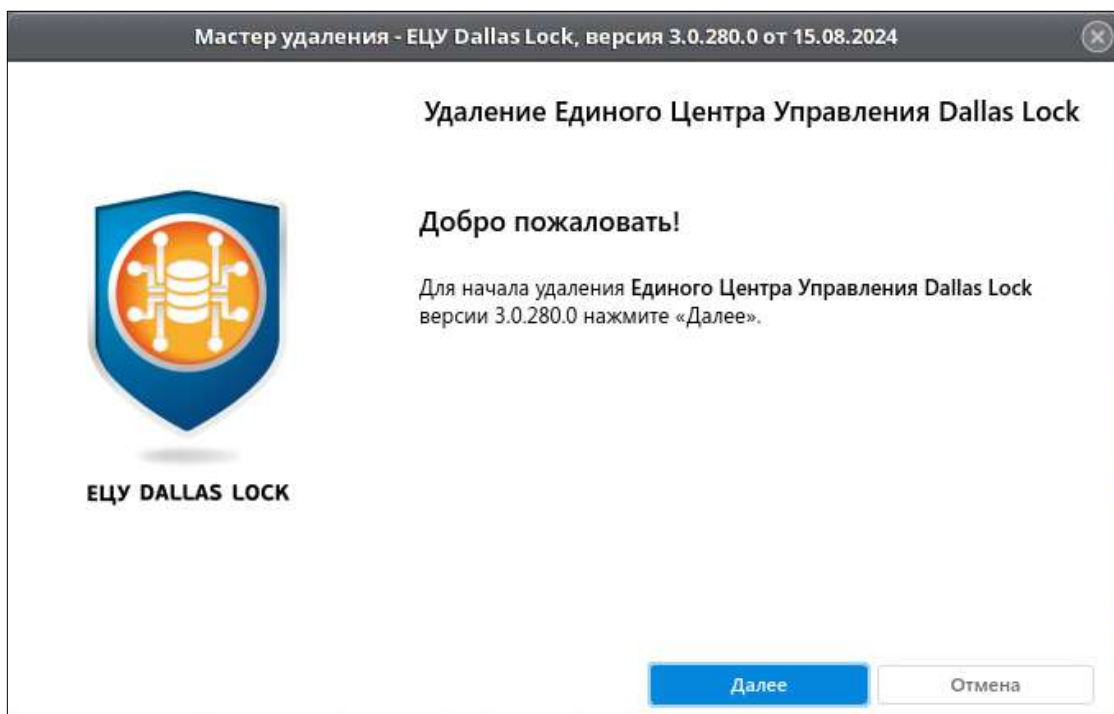 Мастер удаления - ЕЦУ Dallas Lock, версия 3.0.280.0 от 15.08.2024
Удаление Единого Центра Управления Dallas Lock
Добро пожаловать!
Для начала удаления Единого Центра Управления Dallas Lock
версии 3.0.280.0 нажмите «Далее».
ЕЦУ DALLAS LOCK
Далее
Отмена